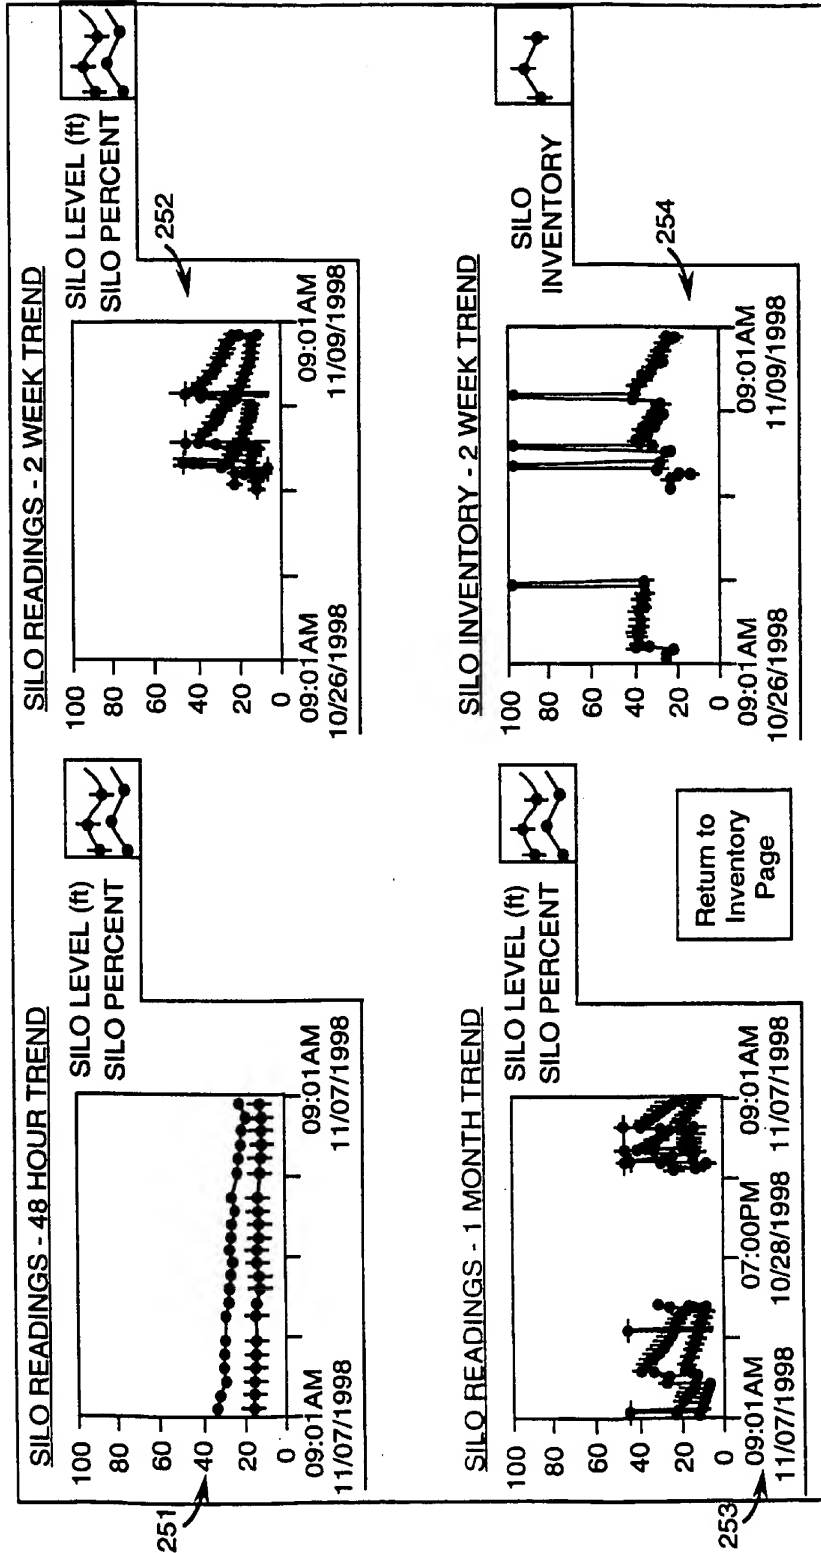 SILO READINGS - 48 HOUR TREND
SILO LEVEL (ft)
SILO PERCENT
100
80
60
40
20
0
09:01AM
11/07/1998
09:01AM
11/07/1998
251
SILO READINGS - 2 WEEK TREND
SILO LEVEL (ft)
SILO PERCENT
100
80
60
40
20
0
09:01AM
10/26/1998
09:01AM
11/09/1998
252
SILO READINGS - 1 MONTH TREND
SILO LEVEL (ft)
SILO PERCENT
100
80
60
40
20
0
09:01AM
11/07/1998
07:00PM
10/28/1998
09:01AM
11/07/1998
253
Return to
Inventory
Page
SILO INVENTORY - 2 WEEK TREND
SILO
INVENTORY
100
80
60
40
20
0
09:01AM
10/26/1998
09:01AM
11/09/1998
254